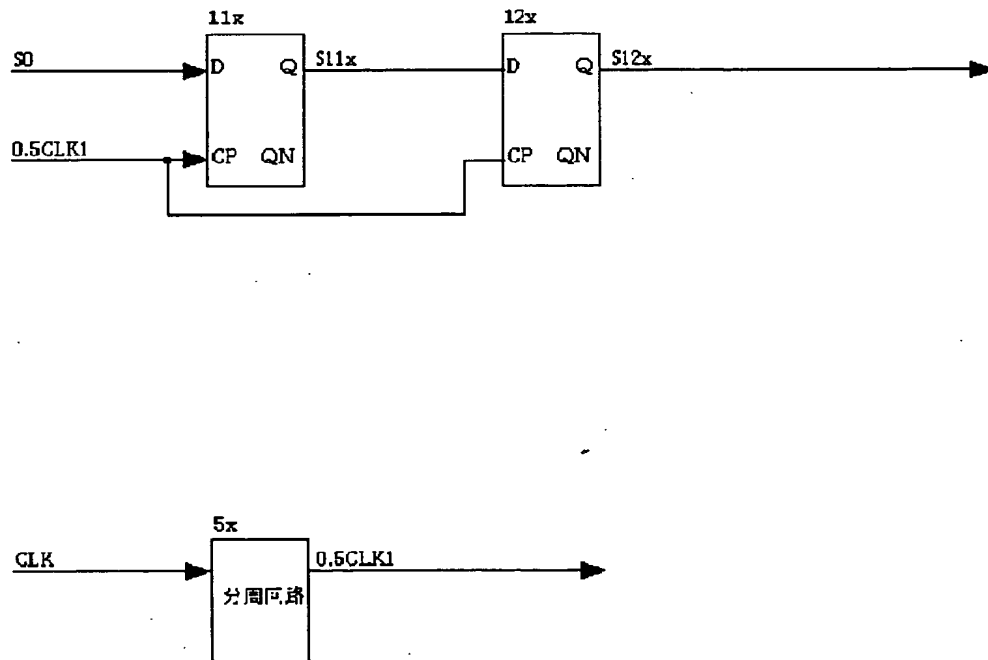 11x
12x
S0
D
Q
S11x
D
Q
S12x
0.5CLK1
CP
QN
CP
QN
5x
CLK
0.5CLK1
分周回路